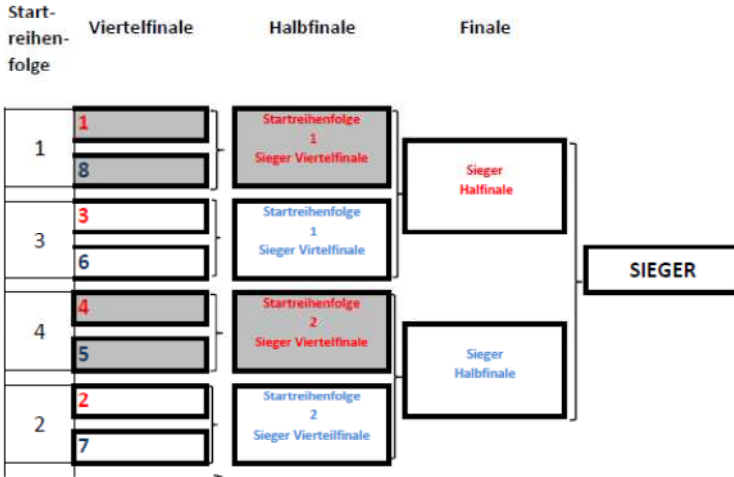 Start-
reihen-
folge
Viertelfinale
Halbfinale
Finale
1
1
8
Startreihenfolge
1
Sieger Viertelfinale
Sieger
Halfinale
3
3
6
Startreihenfolge
1
Sieger Virtelfinale
SIEGER
4
4
5
Startreihenfolge
2
Sieger Viertelfinale
Sieger
Halbfinale
2
2
7
Startreihenfolge
2
Sieger Vierteilfinale